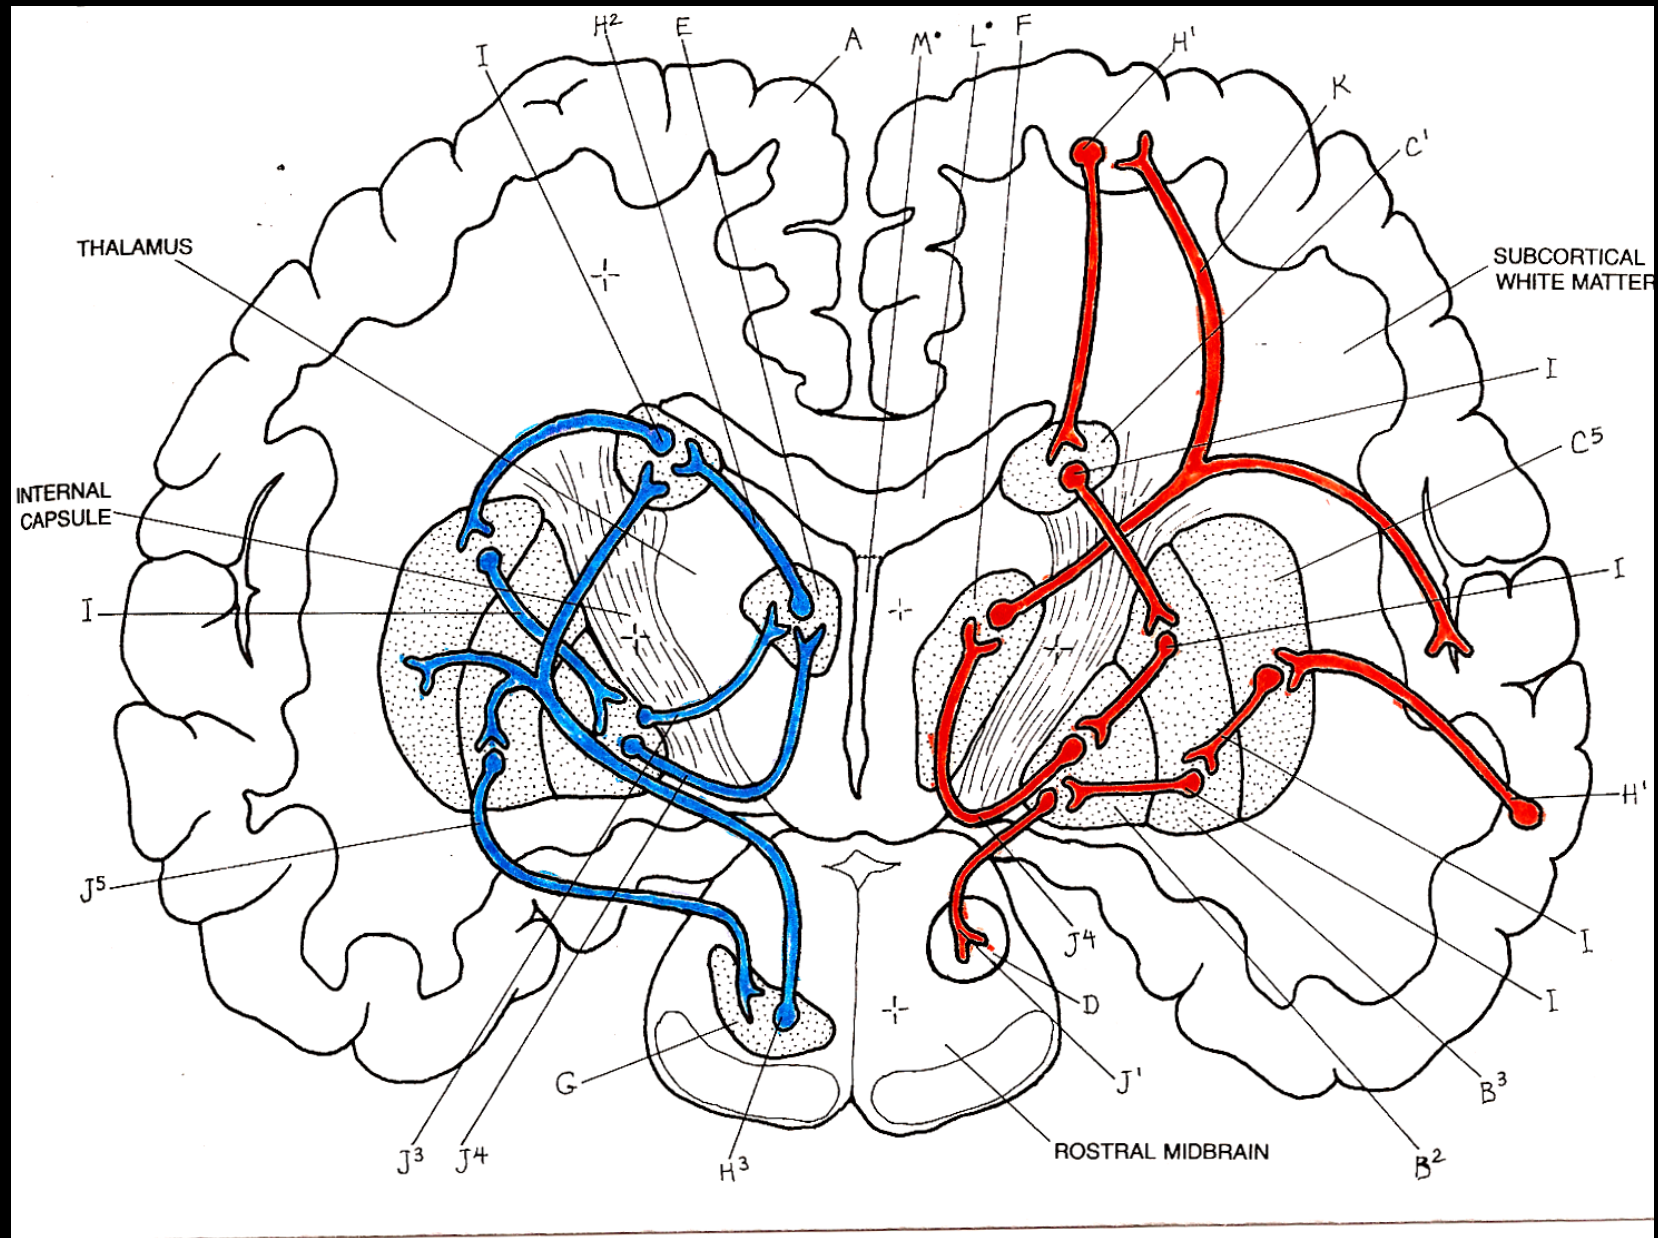 I H² E A M• L• F H¹
K
C¹
THALAMUS
SUBCORTICAL
WHITE MATTER
I
C⁵
INTERNAL
CAPSULE
I
I
H¹
J⁵
J⁴
I
D
I
G
J¹
B³
J³ J⁴ H³
ROSTRAL MIDBRAIN
B²